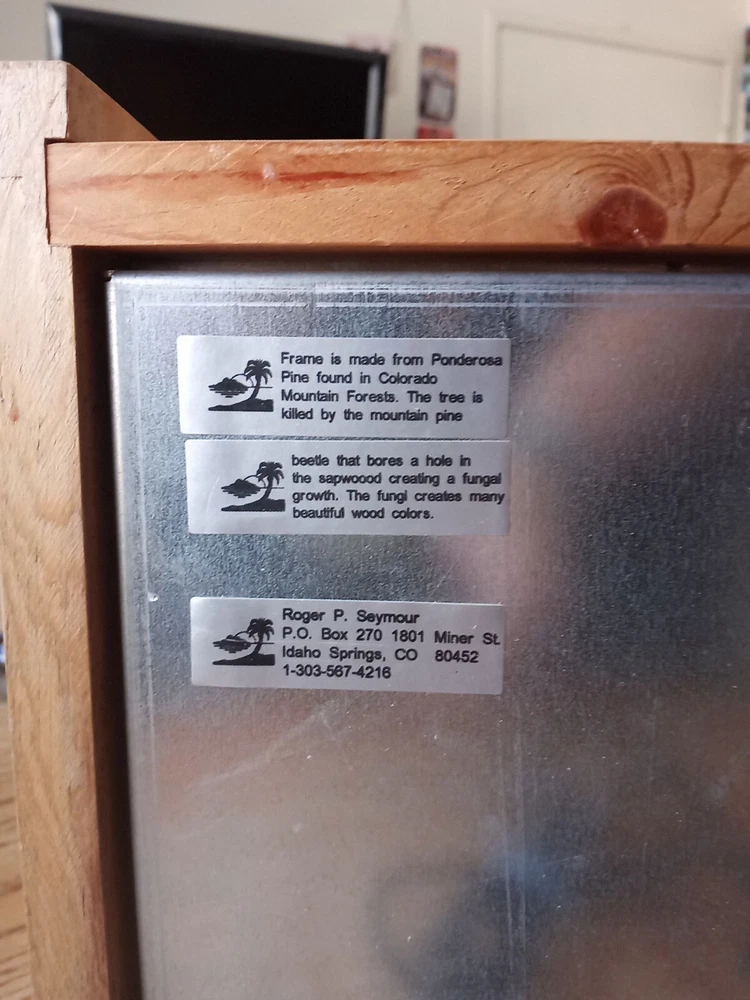 Frame is made from Ponderosa
Pine found in Colorado
Mountain Forests. The tree is
killed by the mountain pine
beetle that bores a hole in
the sapwoood creating a fungal
growth. The fungi creates many
beautiful wood colors.
Roger P. Seymour
P.O. Box 270 1801 Miner St.
Idaho Springs, CO 80452
1-303-567-4216